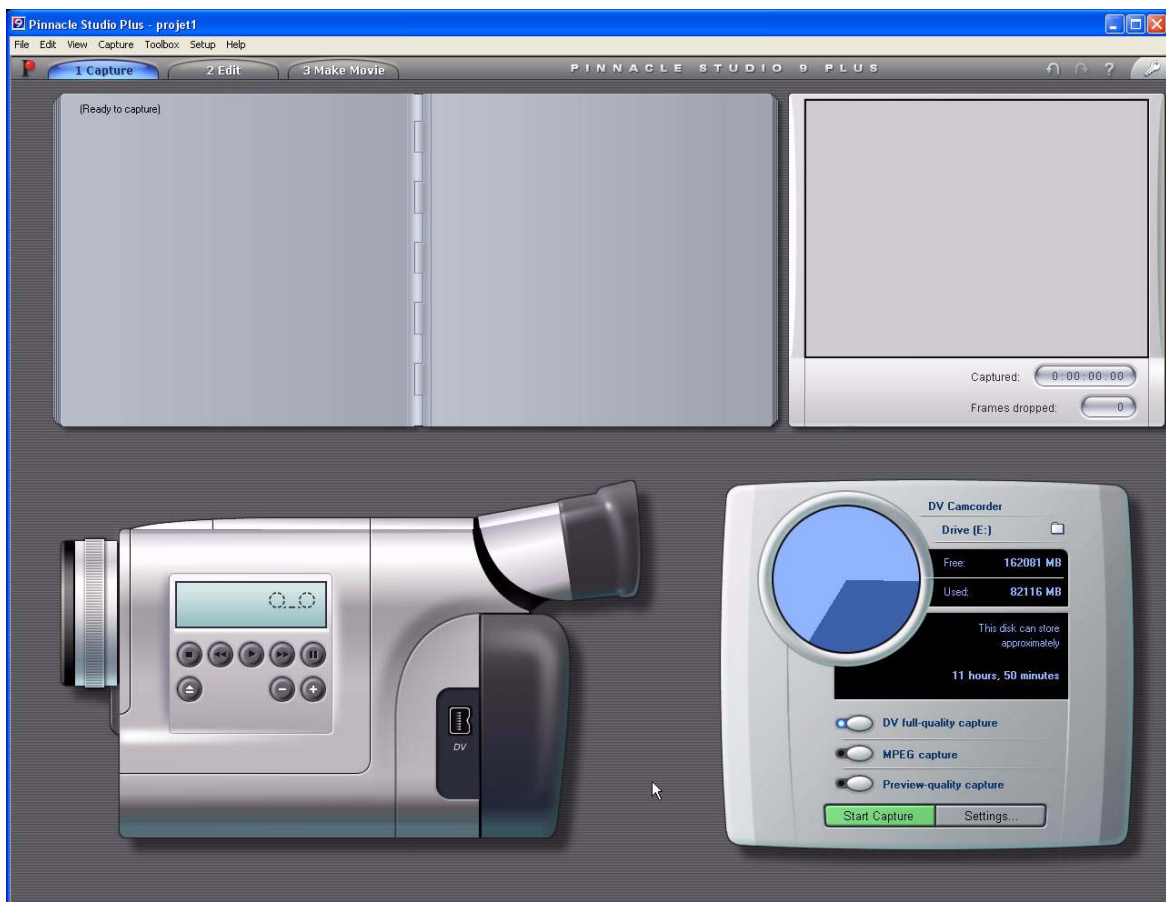 Pinnacle Studio Plus - projet1
File Edit View Capture Toolbox Setup Help
1 Capture 2 Edit 3 Make Movie PINNACLE STUDIO 9 PLUS ?
(Ready to capture)
Captured: 0:00:00.00
Frames dropped: 0
DV Camcorder
Drive (E:)
Free: 162081 MB
Used: 82116 MB
This disk can store
approximately
11 hours, 50 minutes
DV
DV full-quality capture
MPEG capture
Preview-quality capture
Start Capture Settings...